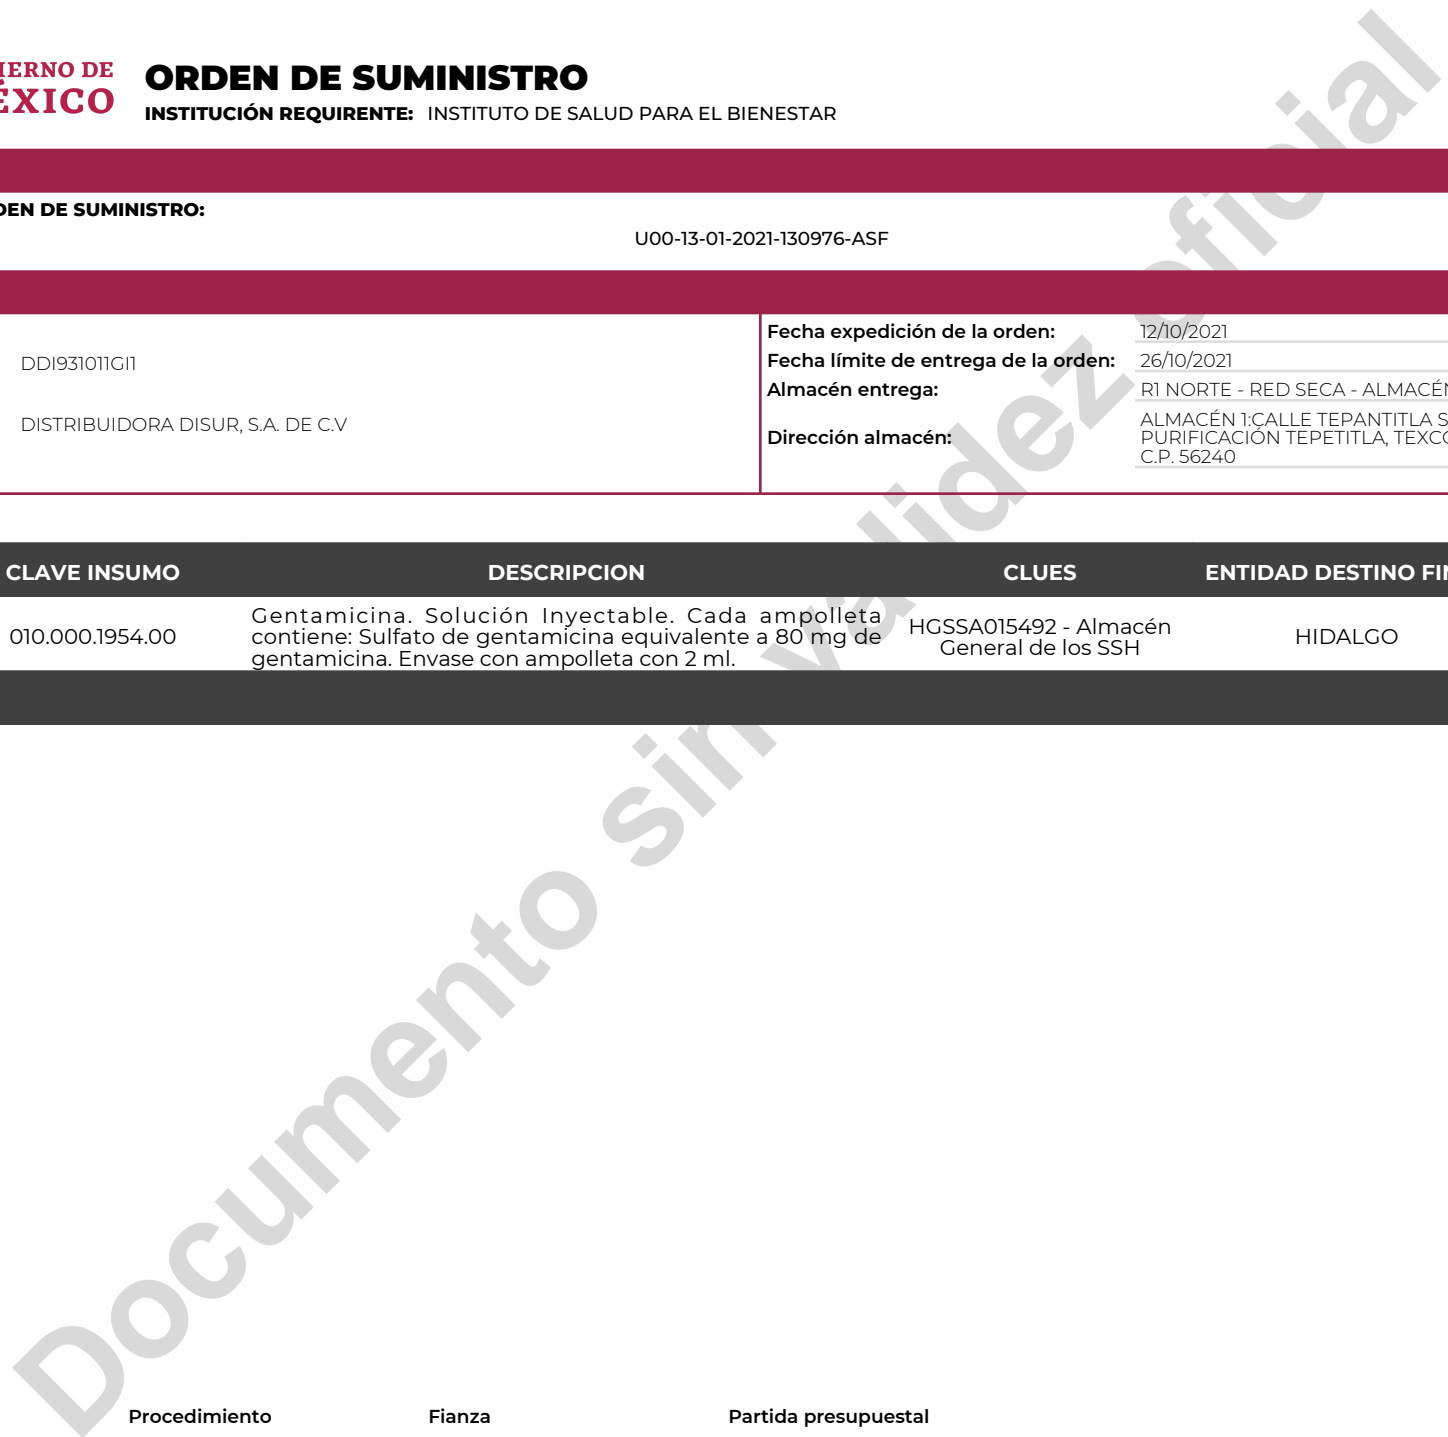 IERNO DE
ÉXICO
ORDEN DE SUMINISTRO
INSTITUCIÓN REQUIRENTE: INSTITUTO DE SALUD PARA EL BIENESTAR
DEN DE SUMINISTRO:
U00-13-01-2021-130976-ASF
DDI931011GI1
DISTRIBUIDORA DISUR, S.A. DE C.V
Fecha expedición de la orden: 12/10/2021
Fecha límite de entrega de la orden: 26/10/2021
Almacén entrega: R1 NORTE - RED SECA - ALMACÉN
Dirección almacén:
ALMACÉN 1:CALLE TEPANTITLA S
PURIFICACIÓN TEPETITLA, TEXCO
C.P. 56240
CLAVE INSUMO DESCRIPCION CLUES ENTIDAD DESTINO FIN
010.000.1954.00
Gentamicina. Solución Inyectable. Cada ampolleta
contiene: Sulfato de gentamicina equivalente a 80 mg de
gentamicina. Envase con ampolleta con 2 ml.
HGSSA015492 - Almacén
General de los SSH
HIDALGO
Documento sin validez oficial
Procedimiento Fianza Partida presupuestal